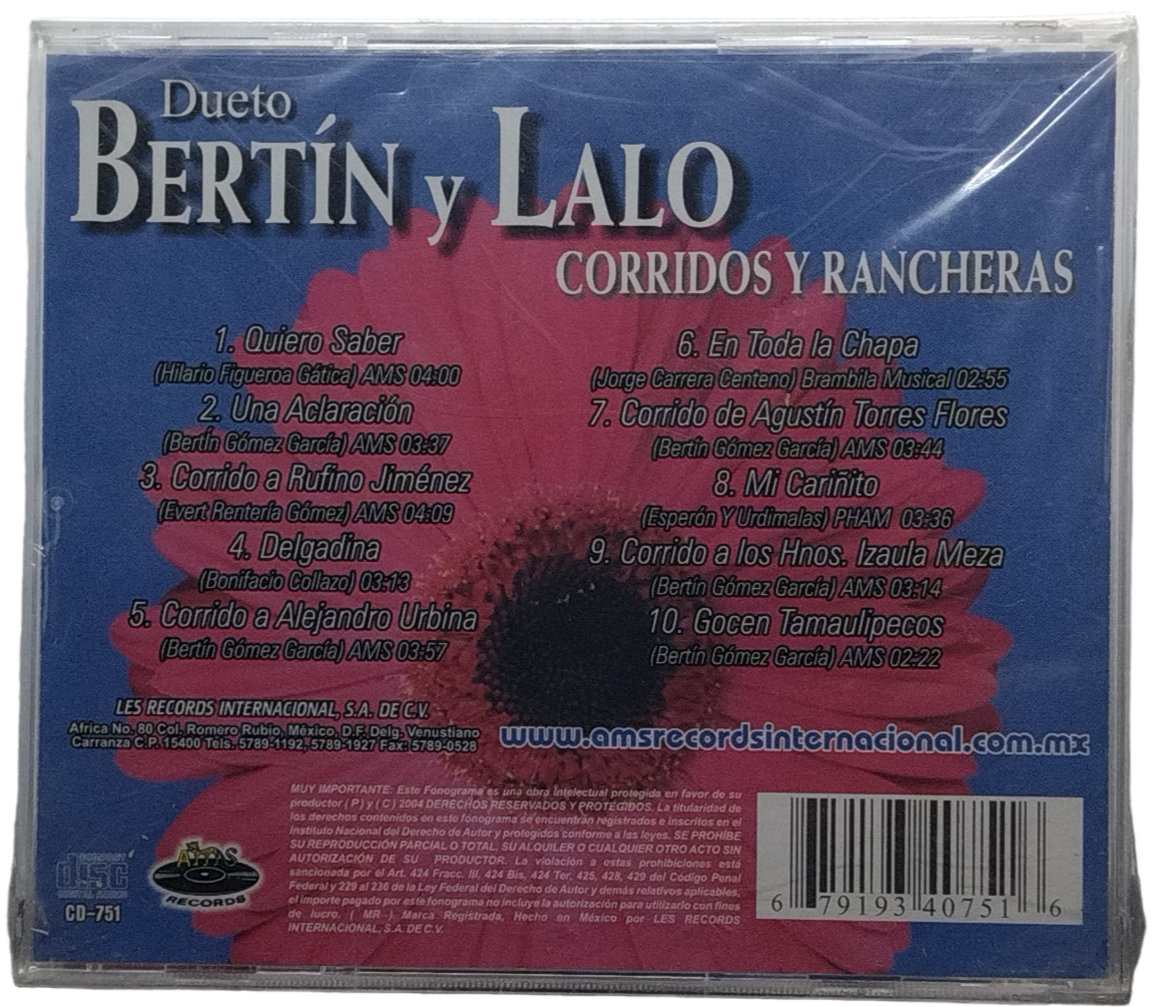 Dueto
BERTÍN y LALO
CORRIDOS Y RANCHERAS
1. Quiero Saber
(Hilario Figueroa Gática) AMS 04:00
2. Una Aclaración
(Bertín Gómez García) AMS 03:37
3. Corrido a Rufino Jiménez
(Evert Rentería Gómez) AMS 04:09
4. Delgadina
(Bonifacio Collazo) 03:13
5. Corrido a Alejandro Urbina
(Bertín Gómez García) AMS 03:57
6. En Toda la Chapa
(Jorge Carrera Centeno) Brambila Musical 02:55
7. Corrido de Agustín Torres Flores
(Bertín Gómez García) AMS 03:44
8. Mi Cariñito
(Esperón Y Urdimalas) PHAM 03:36
9. Corrido a los Hnos. Izaula Meza
(Bertín Gómez García) AMS 03:14
10. Gocen Tamaulipecos
(Bertín Gómez García) AMS 02:22
LES RECORDS INTERNACIONAL, S.A. DE C.V.
Africa No. 80 Col. Romero Rubio, México, D.F. Delg. Venustiano
Carranza C.P. 15400 Tels. 5789-1192, 5789-1927 Fax: 5789-0528
www.amsrecordsinternacional.com.mx
MUY IMPORTANTE: Este Fonograma es una obra intelectual protegida en favor de su
productor ( P ) y ( C ) 2004 DERECHOS RESERVADOS Y PROTEGIDOS. La titularidad de
los derechos contenidos en este fonograma se encuentran registrados e inscritos en el
Instituto Nacional del Derecho de Autor y protegidos conforme a las leyes. SE PROHÍBE
SU REPRODUCCIÓN PARCIAL O TOTAL, SU ALQUILER O CUALQUIER OTRO ACTO SIN
AUTORIZACIÓN DE SU PRODUCTOR. La violación a estas prohibiciones está
sancionada por el Art. 424 Fracc. III, 424 Bis, 424 Ter, 425, 428, 429 del Código Penal
Federal y 229 al 236 de la Ley Federal del Derecho de Autor y demás relativos aplicables,
el importe pagado por este fonograma no incluye la autorización para utilizarlo con fines
de lucro. ( MR ) Marca Registrada, Hecho en México por LES RECORDS
INTERNACIONAL, S.A. DE C.V.
COMPACT
disc
DIGITAL AUDIO
CD-751
AMS
RECORDS
6 79193 40751 6